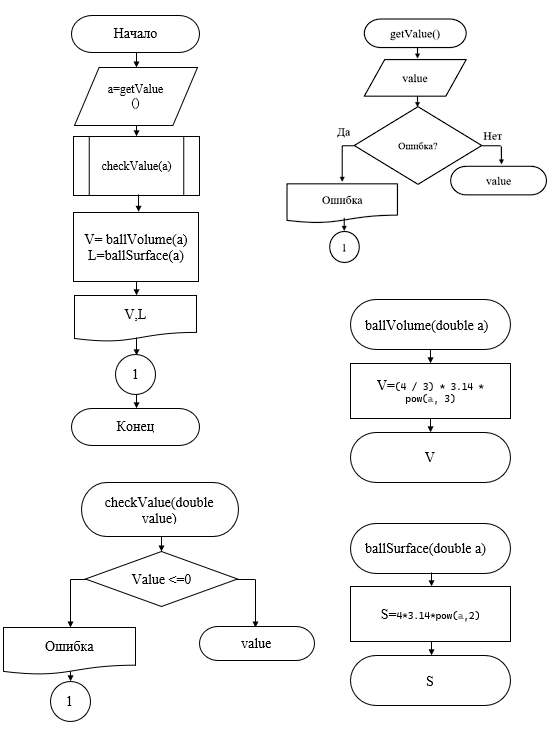 Начало
a=getValue
()
checkValue(a)
V= ballVolume(a)
L=ballSurface(a)
V,L
1
Конец
getValue()
value
Ошибка?
Да
Нет
Ошибка
value
1
ballVolume(double a)
V=(4 / 3) * 3.14 *
pow(a, 3)
V
checkValue(double
value)
Value <=0
Ошибка
value
1
ballSurface(double a)
S=4*3.14*pow(a,2)
S